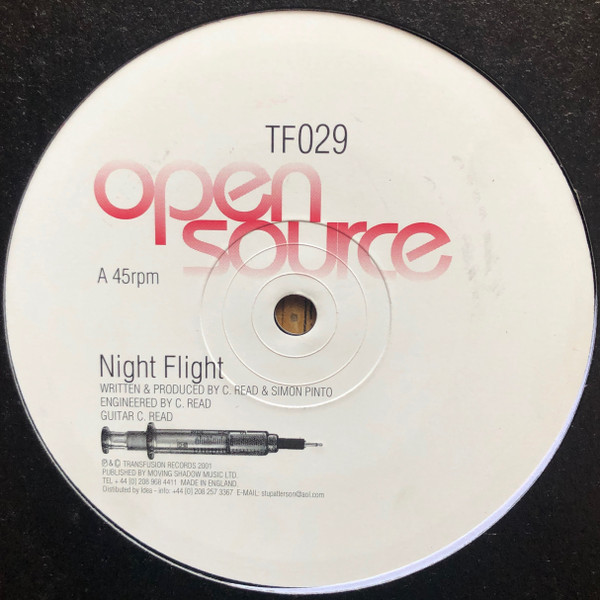 TF029
open
source
A 45rpm
Night Flight
WRITTEN & PRODUCED BY C. READ & SIMON PINTO
ENGINEERED BY C. READ
GUITAR C. READ
℗ & © TRANSFUSION RECORDS 2001
PUBLISHED BY MOVING SHADOW MUSIC LTD.
TEL + 44 [0] 208 968 4411 MADE IN ENGLAND.
Distributed by Idea - info: +44 [0] 208 257 3367 E-MAIL: stupatterson@aol.com